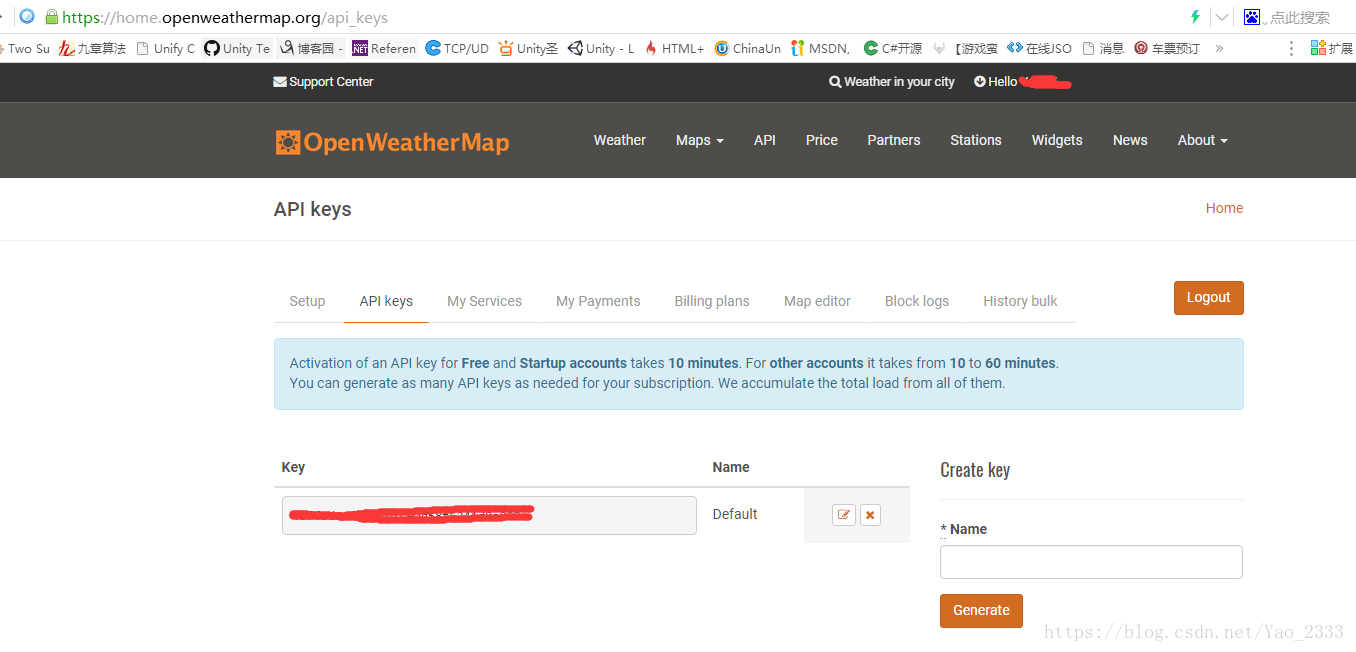 https://home.openweathermap.org/api_keys 点此搜索
Two Su 九章算法 Unify C Unity Te 博客园 - Referen TCP/UD Unity圣 Unity - L HTML+ ChinaUn MSDN, C#开源 【游戏蛮 在线JSO 消息 车票预订 » 扩展
Support Center Weather in your city Hello
OpenWeatherMap Weather Maps API Price Partners Stations Widgets News About
API keys Home
Setup API keys My Services My Payments Billing plans Map editor Block logs History bulk Logout
Activation of an API key for Free and Startup accounts takes 10 minutes. For other accounts it takes from 10 to 60 minutes.
You can generate as many API keys as needed for your subscription. We accumulate the total load from all of them.
Key Name Create key
Default
* Name
Generate
https://blog.csdn.net/Yao_2333